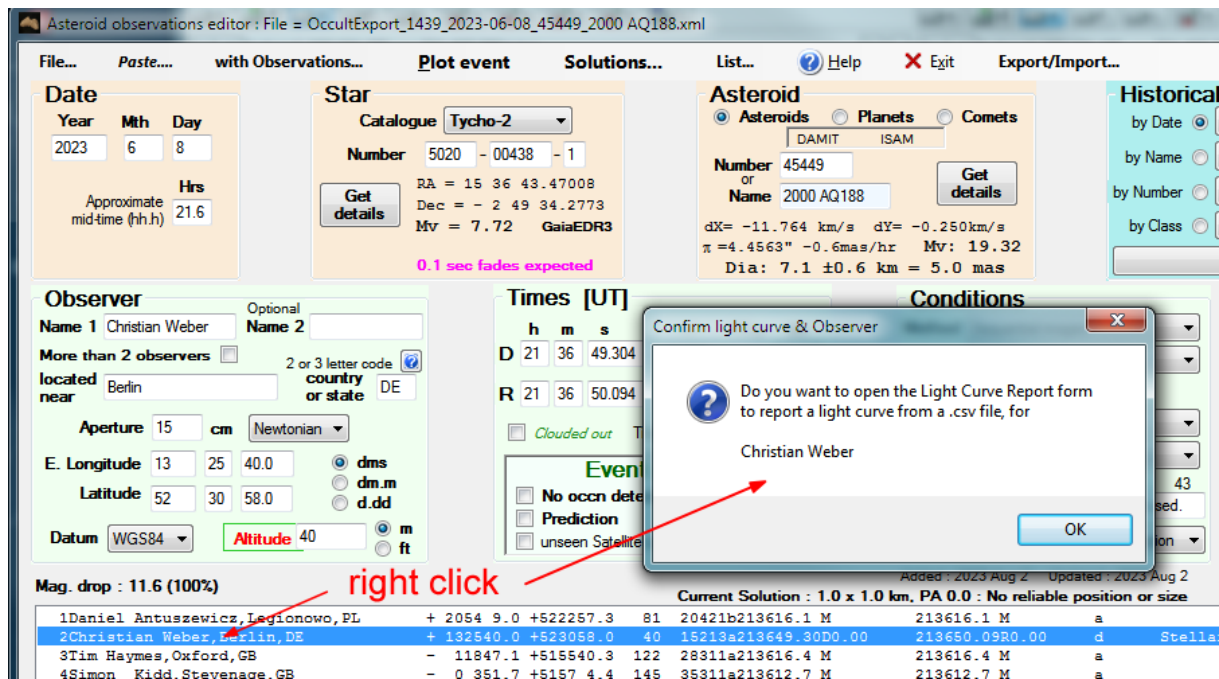 Asteroid observations editor : File = OccultExport_1439_2023-06-08_45449_2000 AQ188.xml
File... Paste.... with Observations... Plot event Solutions... List... Help Exit Export/Import...
Date
Year Mth Day
2023 6 8
Hrs
Approximate mid-time (hh.h) 21.6
Star
Catalogue Tycho-2
Number 5020 - 00438 - 1
Get details
RA = 15 36 43.47008
Dec = - 2 49 34.2773
Mv = 7.72 GaiaEDR3
0.1 sec fades expected
Asteroid
Asteroids Planets Comets
DAMIT ISAM
Number 45449
or
Name 2000 AQ188
Get details
dX= -11.764 km/s dY= -0.250km/s
π =4.4563" -0.6mas/hr Mv: 19.32
Dia: 7.1 ±0.6 km = 5.0 mas
Historical
by Date
by Name
by Number
by Class
Observer
Name 1 Christian Weber Optional Name 2
More than 2 observers
located near Berlin
2 or 3 letter code
country or state DE
Aperture 15 cm Newtonian
E. Longitude 13 25 40.0
Latitude 52 30 58.0
dms
dm.m
d.dd
Datum WGS84 Altitude 40 m
ft
Times [UT]
h m s
D 21 36 49.304
R 21 36 50.094
Clouded out
No occn dete
Prediction
unseen Satellite
Conditions
43
sed.
ion
Confirm light curve & Observer
Do you want to open the Light Curve Report form
to report a light curve from a .csv file, for
Christian Weber
OK
right click
Mag. drop : 11.6 (100%)
Added : 2023 Aug 2 Updated : 2023 Aug 2
Current Solution : 1.0 x 1.0 km, PA 0.0 : No reliable position or size
1Daniel Antuszewicz,Legionowo,PL + 2054 9.0 +522257.3 81 20421b213616.1 M 213616.1 M a
2Christian Weber,Berlin,DE + 132540.0 +523058.0 40 15213a213649.30D0.00 213650.09R0.00 d Stella
3Tim Haymes,Oxford,GB - 11847.1 +515540.3 122 28311a213616.4 M 213616.4 M a
4Simon Kidd,Stevenage,GB - 0 351.7 +5157 4.4 145 35311a213612.7 M 213612.7 M a